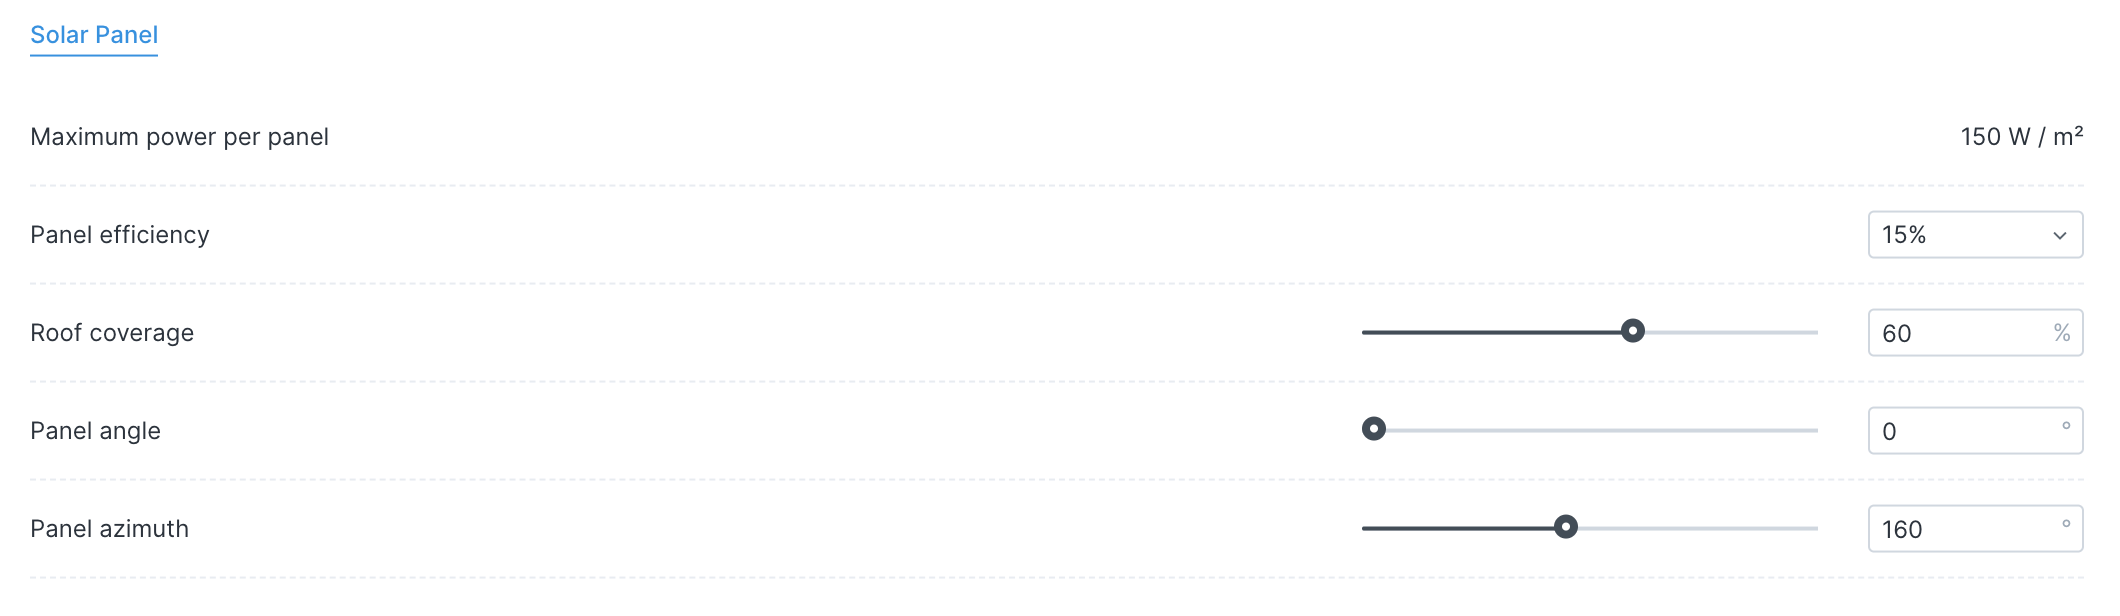 Solar Panel
Maximum power per panel 150 W / m²
Panel efficiency 15%
Roof coverage 60 %
Panel angle 0 °
Panel azimuth 160 °